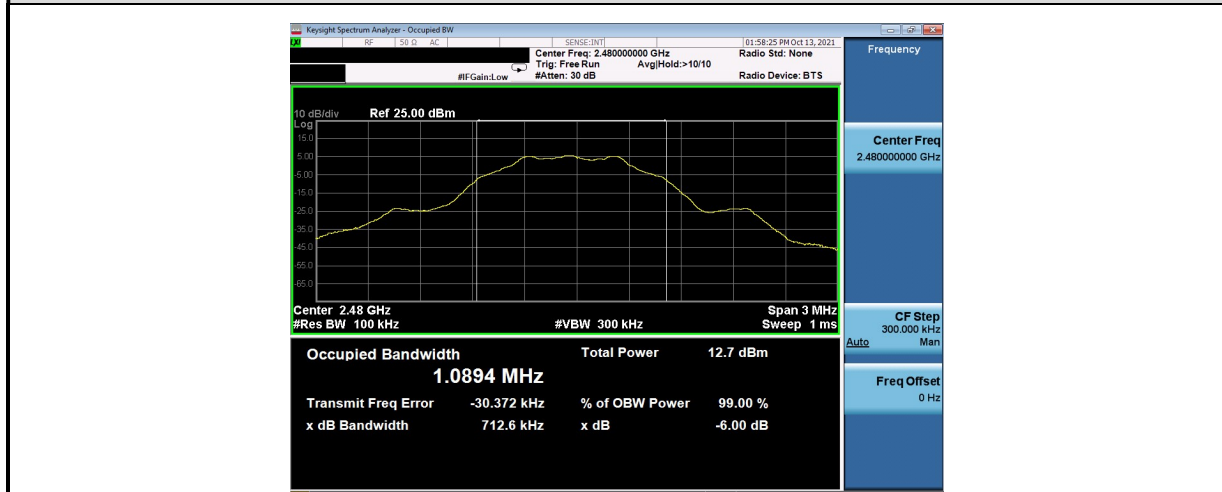 Keysight Spectrum Analyzer - Occupied BW
LXI RF 50 Ω AC SENSE:INT 01:58:25 PM Oct 13, 2021
Center Freq: 2.480000000 GHz Radio Std: None
Trig: Free Run Avg|Hold:>10/10
#IFGain:Low #Atten: 30 dB Radio Device: BTS
Frequency
10 dB/div Ref 25.00 dBm
Log
15.0
5.00
-5.00
-15.0
-25.0
-35.0
-45.0
-55.0
-65.0
Center 2.48 GHz Span 3 MHz
#Res BW 100 kHz #VBW 300 kHz Sweep 1 ms
Occupied Bandwidth Total Power 12.7 dBm
1.0894 MHz
Transmit Freq Error -30.372 kHz % of OBW Power 99.00 %
x dB Bandwidth 712.6 kHz x dB -6.00 dB
Center Freq
2.480000000 GHz
CF Step
300.000 kHz
Auto Man
Freq Offset
0 Hz